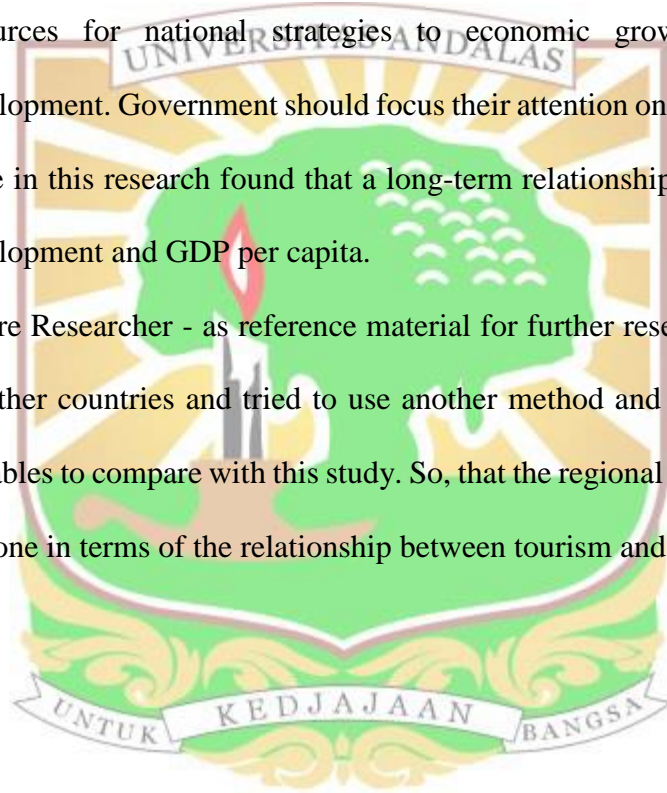 urces for national strategies to economic grow
UNIVERSITAS ANDALAS
lopment. Government should focus their attention on
e in this research found that a long-term relationship
lopment and GDP per capita.
re Researcher - as reference material for further rese
ther countries and tried to use another method and
ables to compare with this study. So, that the regional
one in terms of the relationship between tourism and
UNTUK KEDJAJAAN BANGSA